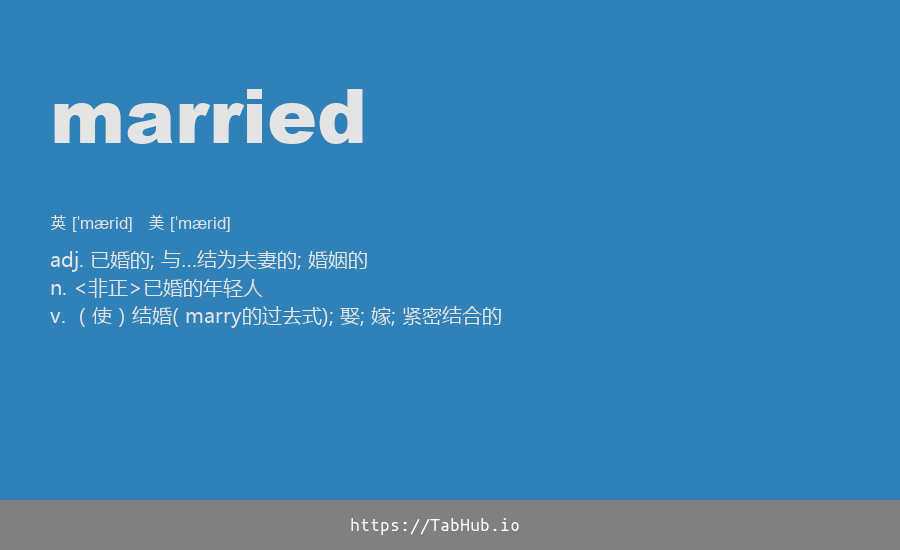 married
英 ['mærid] 美 ['mærid]
adj. 已婚的; 与…结为夫妻的; 婚姻的
n. <非正>已婚的年轻人
v. （使）结婚( marry的过去式); 娶; 嫁; 紧密结合的
https://TabHub.io